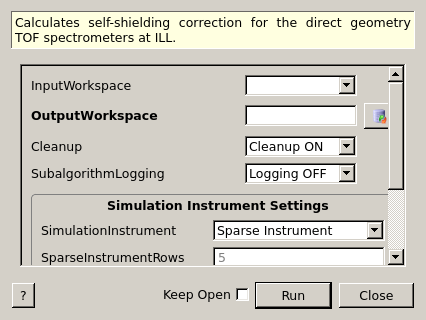 Calculates self-shielding correction for the direct geometry
TOF spectrometers at ILL.
InputWorkspace
OutputWorkspace
Cleanup Cleanup ON
SubalgorithmLogging Logging OFF
Simulation Instrument Settings
SimulationInstrument Sparse Instrument
SparseInstrumentRows 5
? Keep Open Run Close